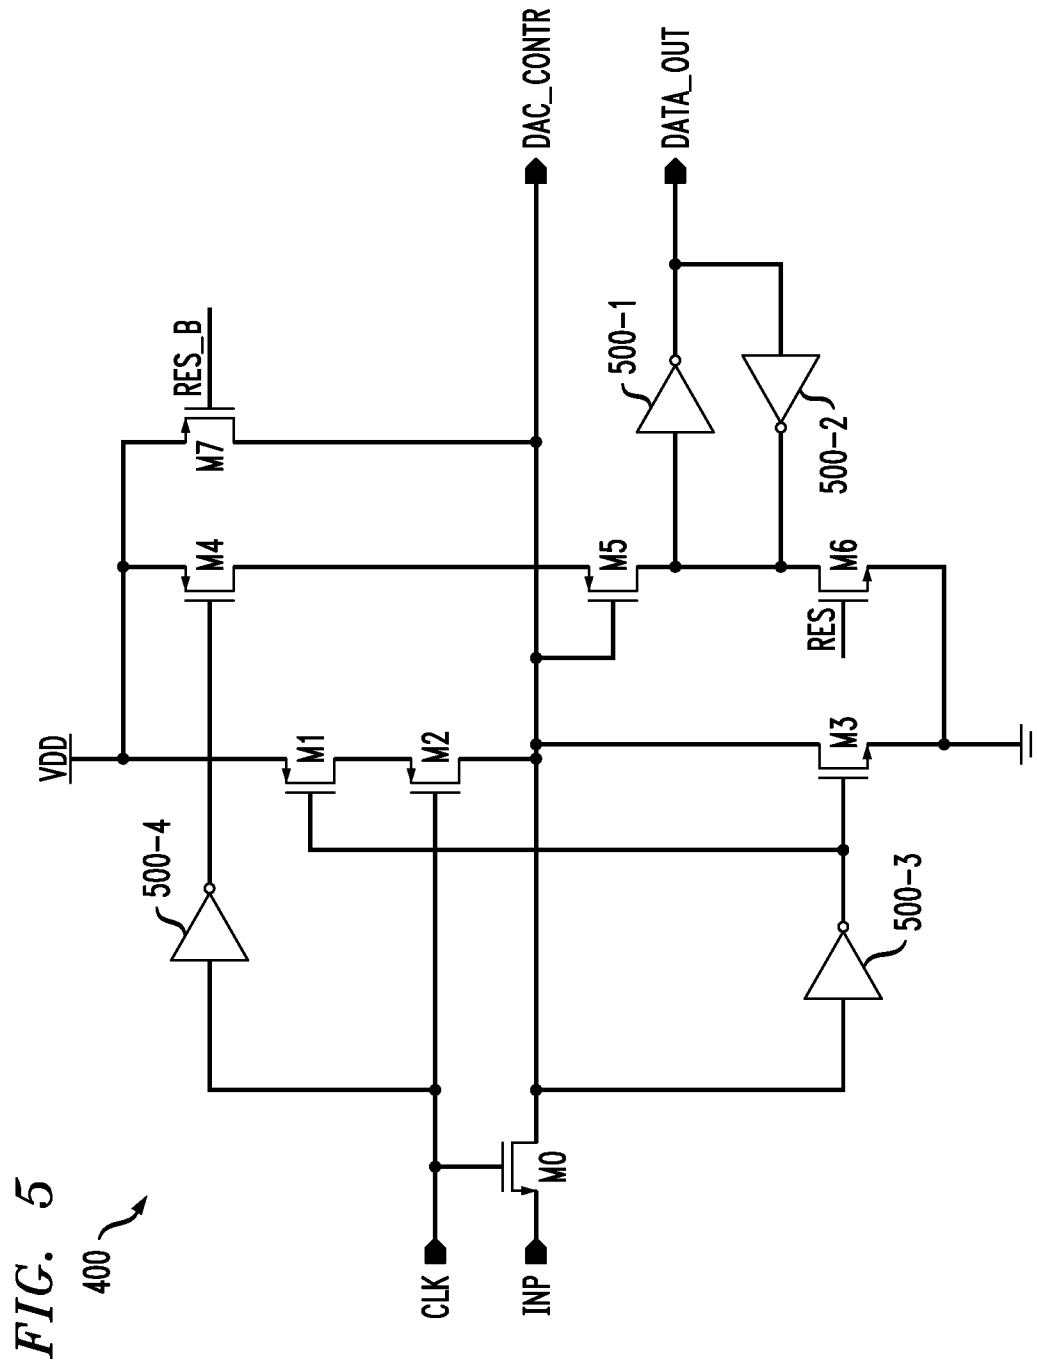 FIG. 5
400
VDD
RES_B
M7
M4
500-4
M1
M2
CLK
INP
M0
DAC_CONTR
DATA_OUT
M5
500-1
500-2
M6
RES
M3
500-3